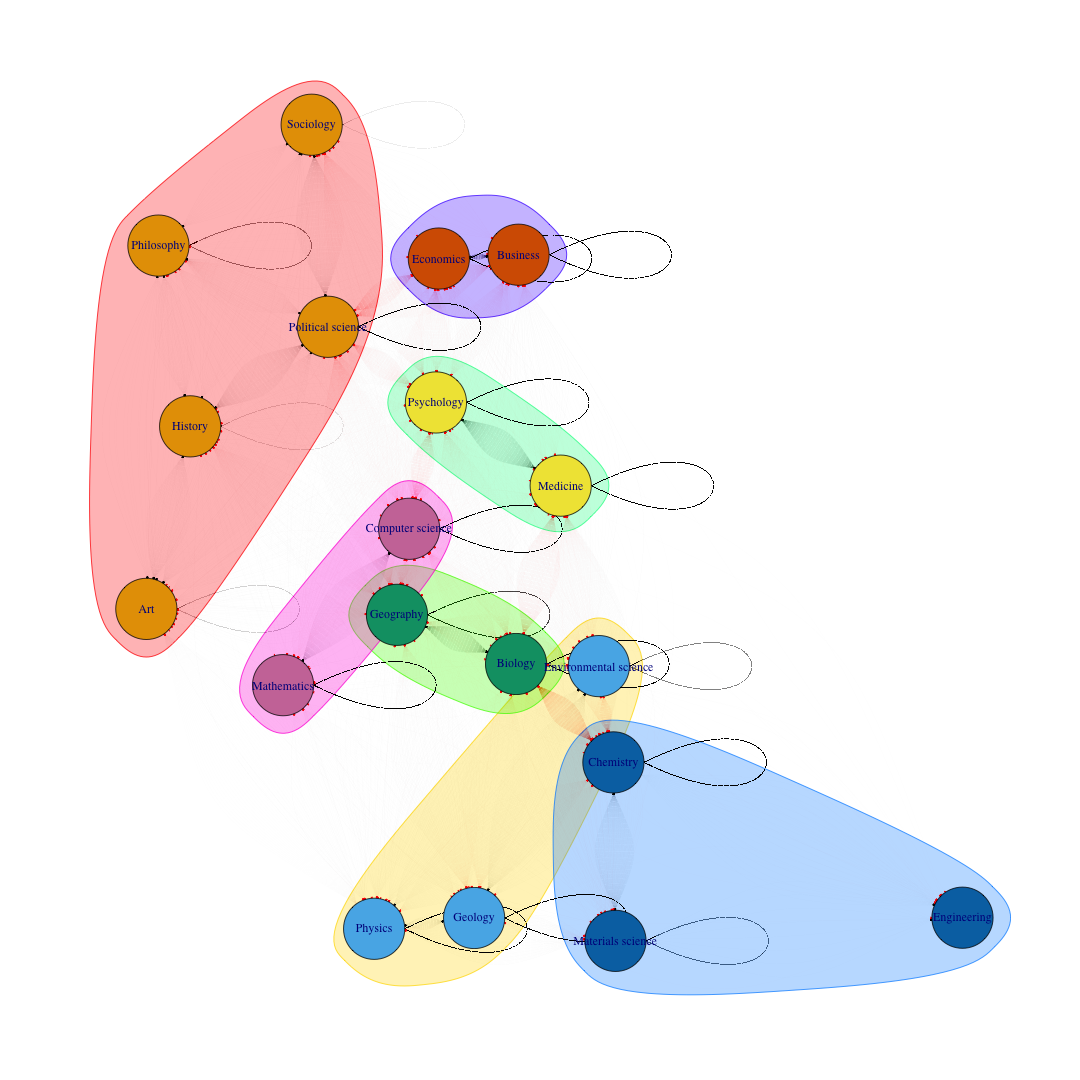 Sociology
Philosophy
Economics
Business
Political science
Psychology
History
Medicine
Computer science
Art
Geography
Biology
Environmental science
Mathematics
Chemistry
Geology
Engineering
Physics
Materials science